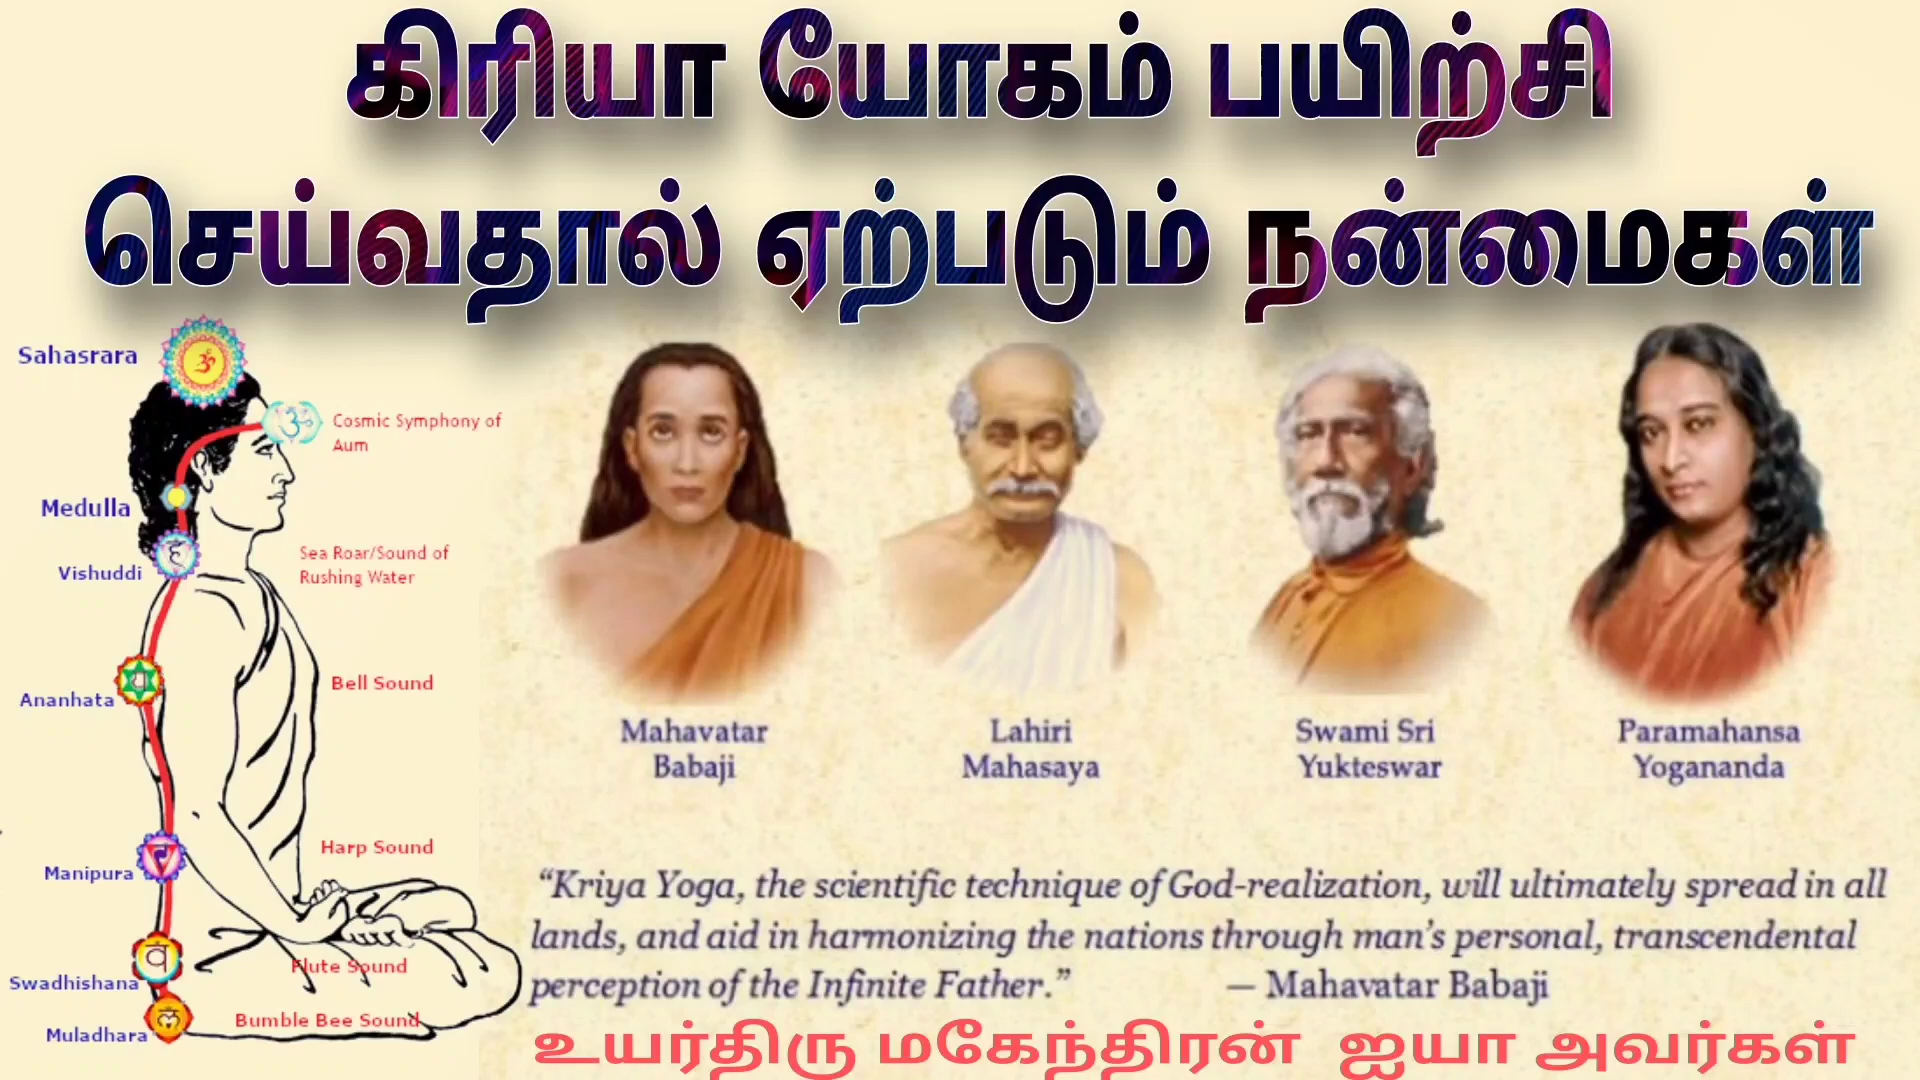 கிரியா யோகம் பயிற்சி
செய்வதால் ஏற்படும் நன்மைகள்
Sahasrara
ॐ
ॐ
Cosmic Symphony of
Aum
Medulla
हं
Vishuddi
Sea Roar/Sound of
Rushing Water
Ananhata
Bell Sound
Manipura
Harp Sound
वं
Swadhishana
Flute Sound
Muladhara
Bumble Bee Sound
Mahavatar
Babaji
Lahiri
Mahasaya
Swami Sri
Yukteswar
Paramahansa
Yogananda
“Kriya Yoga, the scientific technique of God-realization, will ultimately spread in all
lands, and aid in harmonizing the nations through man’s personal, transcendental
perception of the Infinite Father.” — Mahavatar Babaji
உயர்திரு மகேந்திரன் ஐயா அவர்கள்